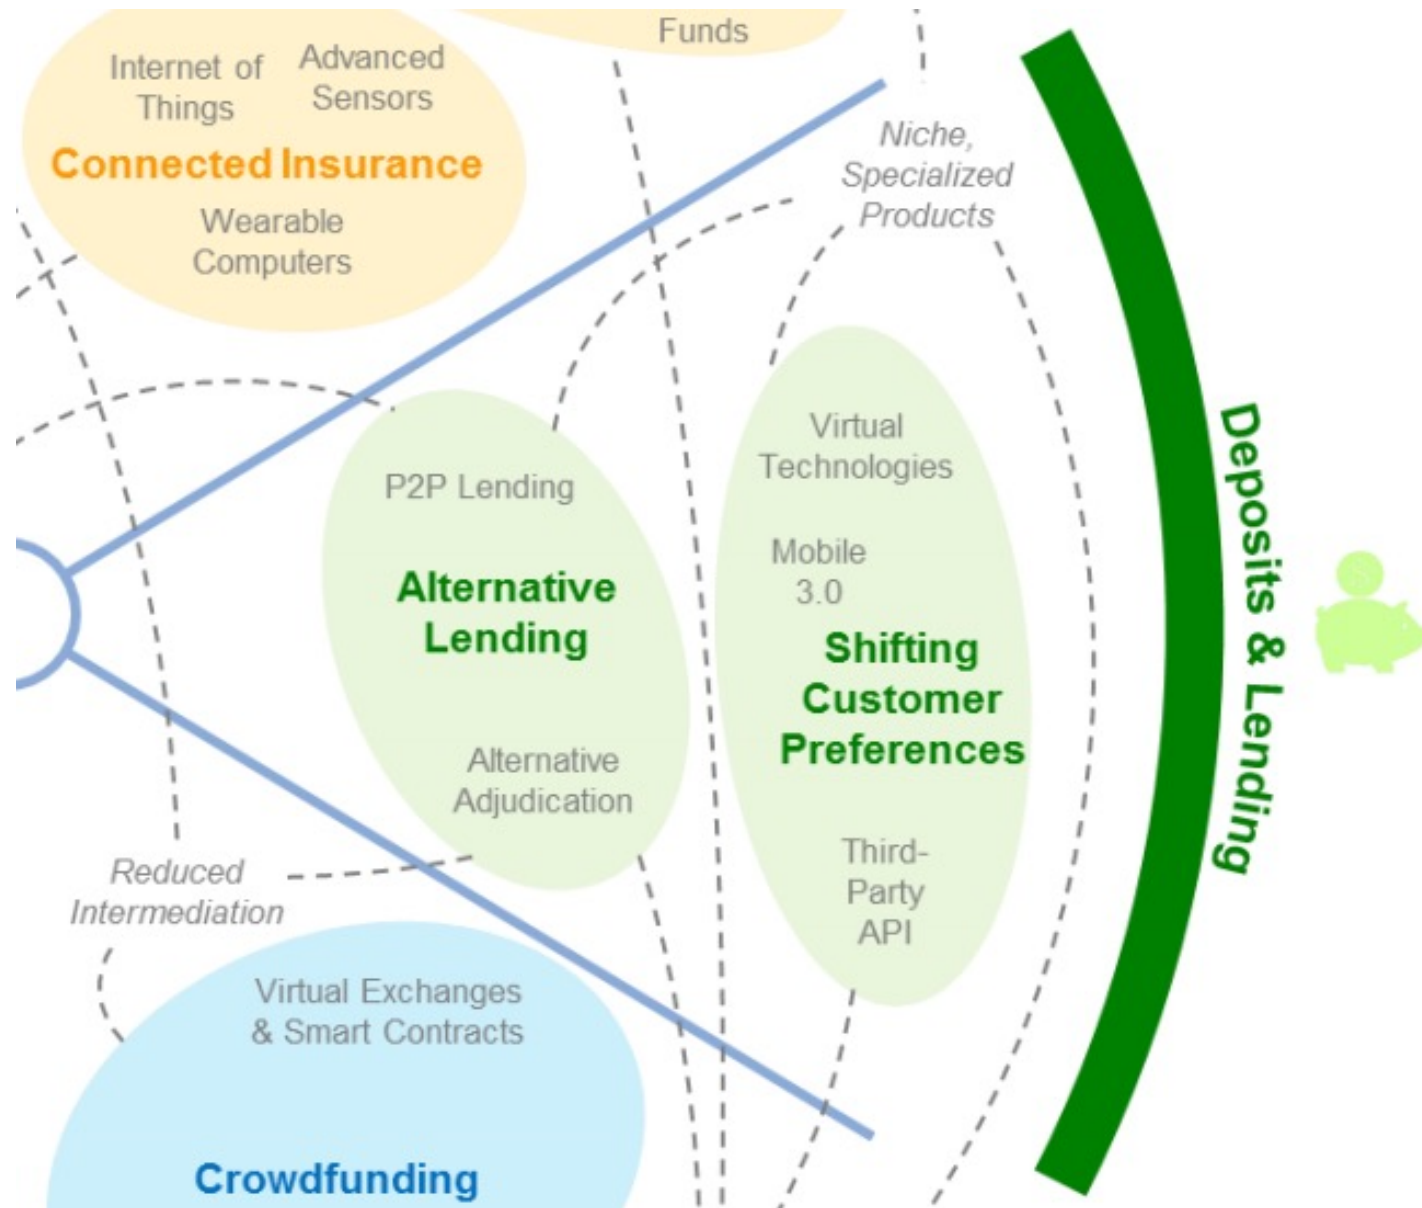 Funds
Internet of
Things
Advanced
Sensors
Connected Insurance
Wearable
Computers
Niche,
Specialized
Products
P2P Lending
Alternative
Lending
Alternative
Adjudication
Virtual
Technologies
Mobile
3.0
Shifting
Customer
Preferences
Third-
Party
API
Deposits & Lending
Reduced
Intermediation
Virtual Exchanges
& Smart Contracts
Crowdfunding